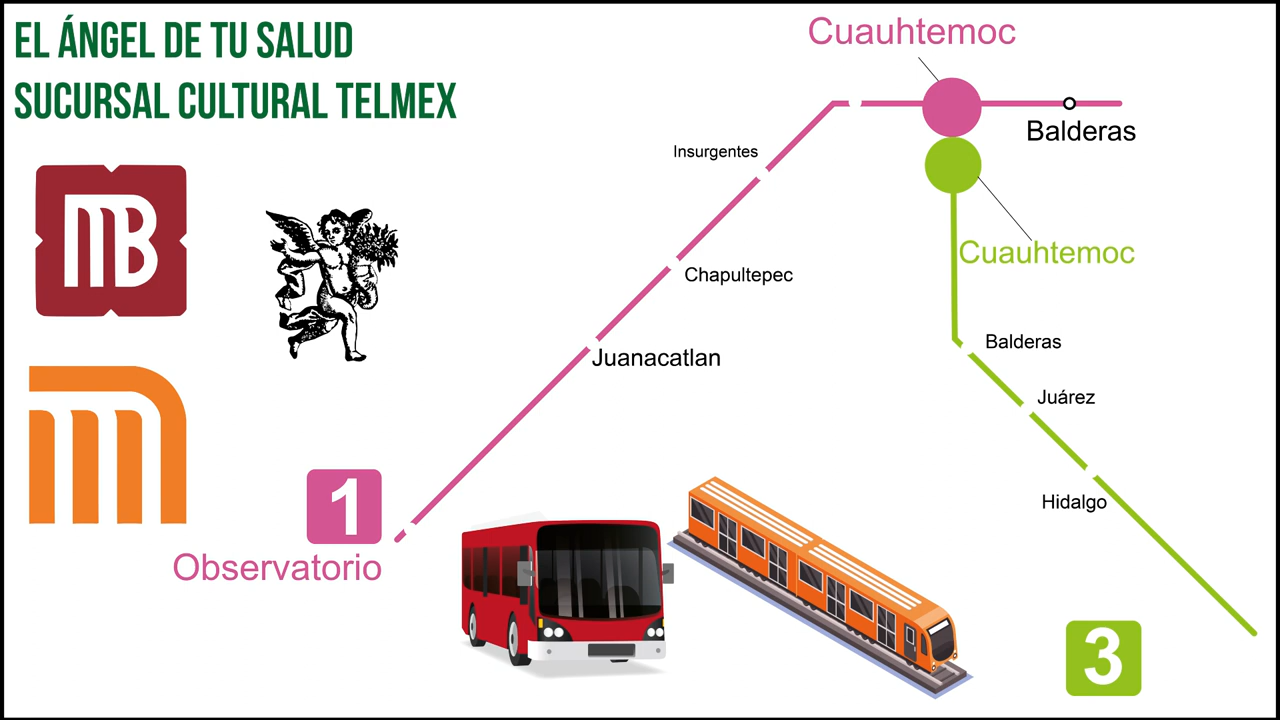 EL ÁNGEL DE TU SALUD
SUCURSAL CULTURAL TELMEX
MB
Cuauhtemoc
Balderas
Insurgentes
Chapultepec
Juanacatlan
1
Observatorio
Cuauhtemoc
Balderas
Juárez
Hidalgo
3